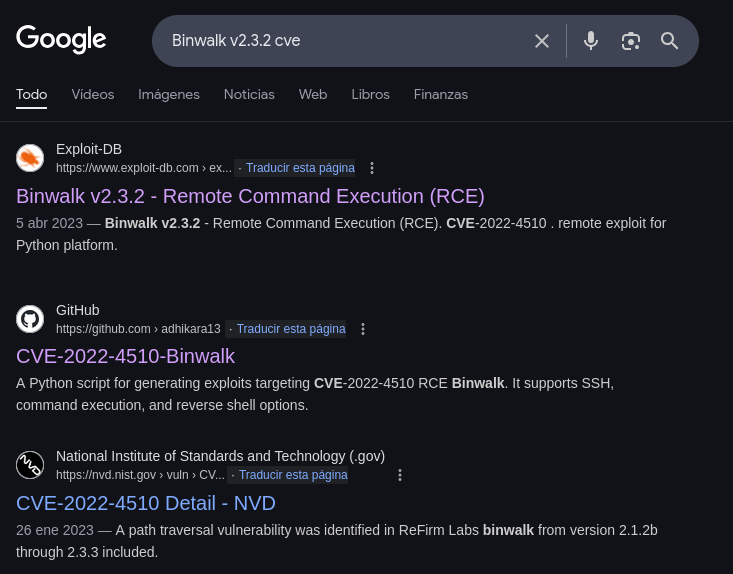 Google
Binwalk v2.3.2 cve
Todo Vídeos Imágenes Noticias Web Libros Finanzas
Exploit-DB
https://www.exploit-db.com › ex... · Traducir esta página
Binwalk v2.3.2 - Remote Command Execution (RCE)
5 abr 2023 — Binwalk v2.3.2 - Remote Command Execution (RCE). CVE-2022-4510 . remote exploit for
Python platform.
GitHub
https://github.com › adhikara13 · Traducir esta página
CVE-2022-4510-Binwalk
A Python script for generating exploits targeting CVE-2022-4510 RCE Binwalk. It supports SSH,
command execution, and reverse shell options.
National Institute of Standards and Technology (.gov)
https://nvd.nist.gov › vuln › CV... · Traducir esta página
CVE-2022-4510 Detail - NVD
26 ene 2023 — A path traversal vulnerability was identified in ReFirm Labs binwalk from version 2.1.2b
through 2.3.3 included.